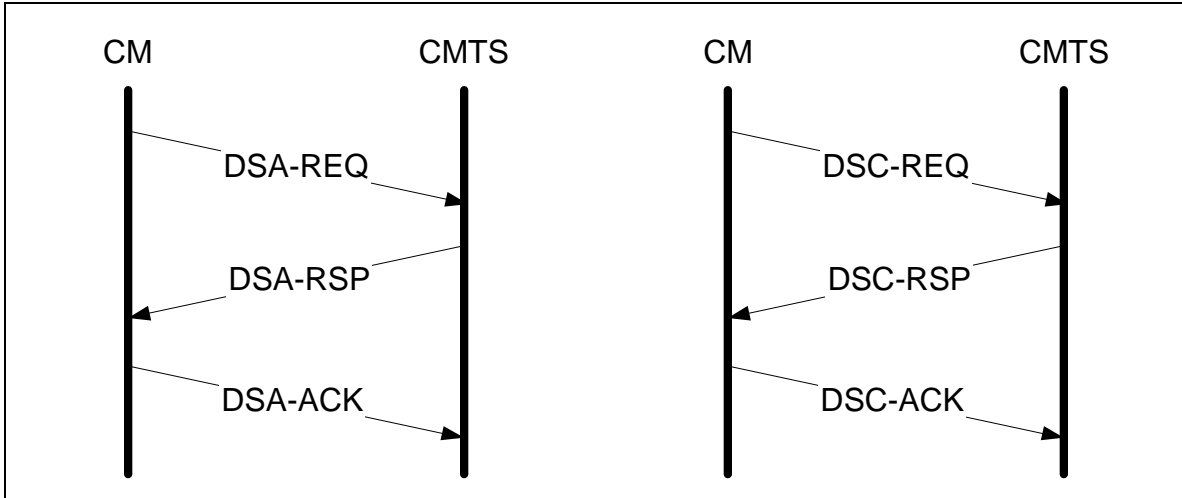 CM CMTS CM CMTS
DSA-REQ DSC-REQ
DSA-RSP DSC-RSP
DSA-ACK DSC-ACK